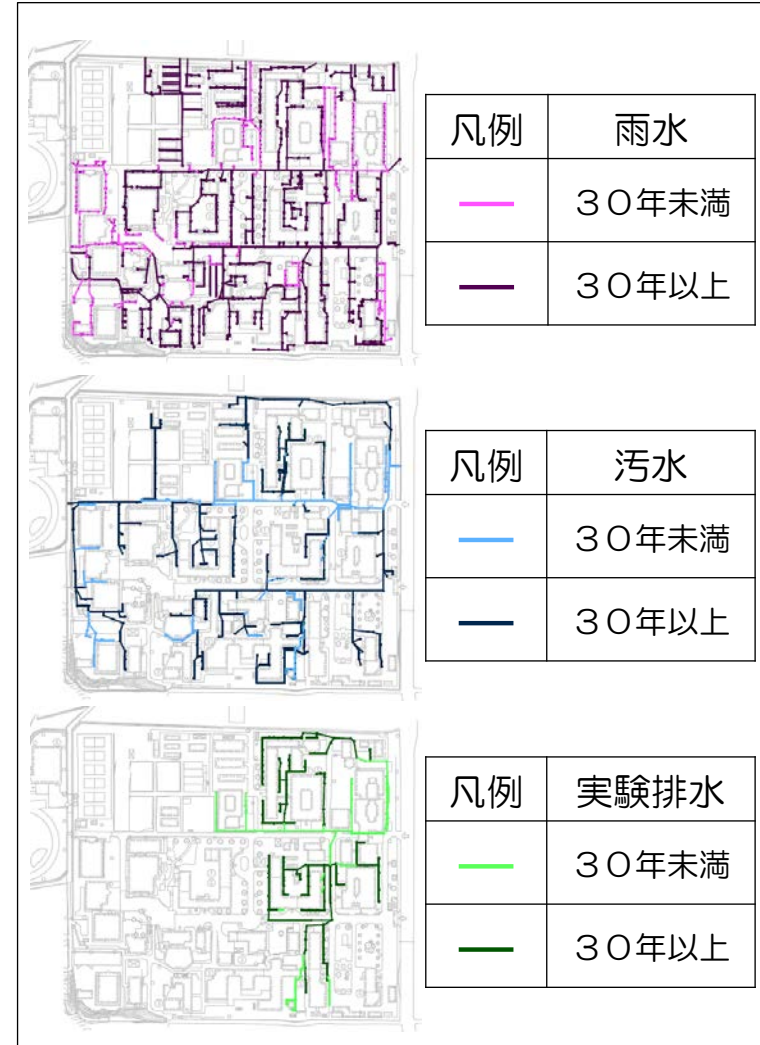 凡例 雨水
３０年未満
３０年以上
凡例 汚水
３０年未満
３０年以上
凡例 実験排水
３０年未満
３０年以上